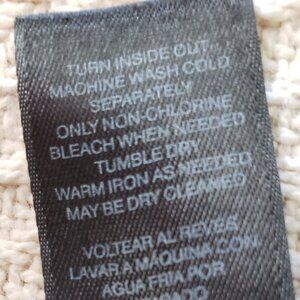 TURN INSIDE OUT
MACHINE WASH COLD
SEPARATELY
ONLY NON-CHLORINE
BLEACH WHEN NEEDED
TUMBLE DRY
WARM IRON AS NEEDED
MAY BE DRY CLEANED
VOLTEAR AL REVES
LAVAR A MAQUINA CON
AGUA FRIA POR